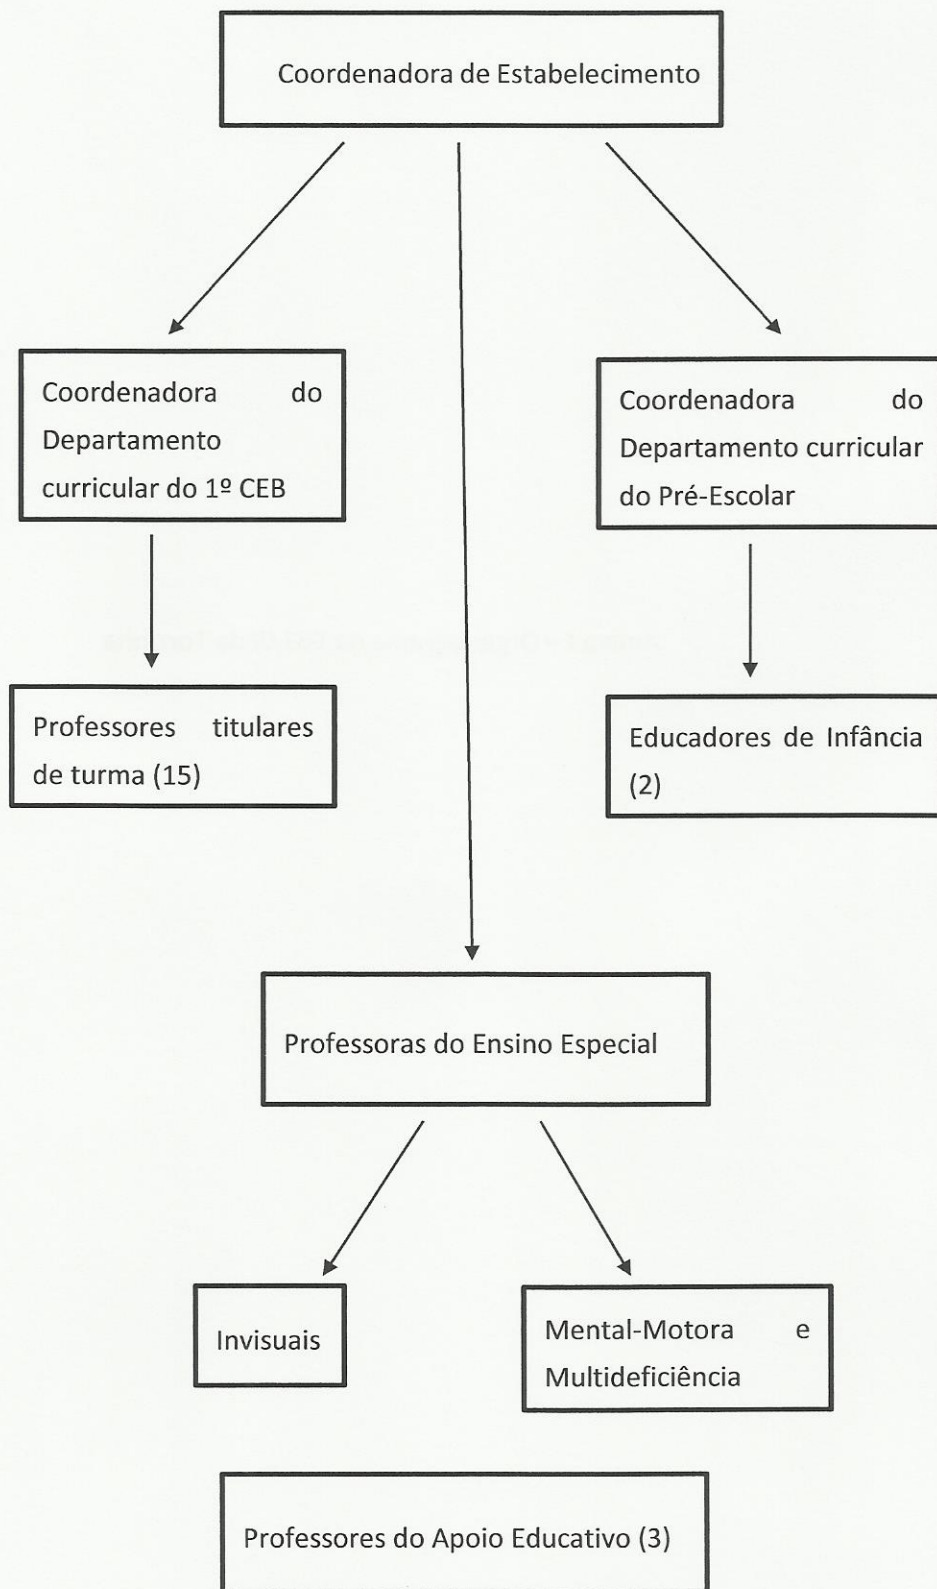 Coordenadora de Estabelecimento
Coordenadora do
Departamento
curricular do 1º CEB
Coordenadora do
Departamento curricular
do Pré-Escolar
Professores titulares
de turma (15)
Educadores de Infância
(2)
Professoras do Ensino Especial
Invisuais
Mental-Motora e
Multideficiência
Professores do Apoio Educativo (3)